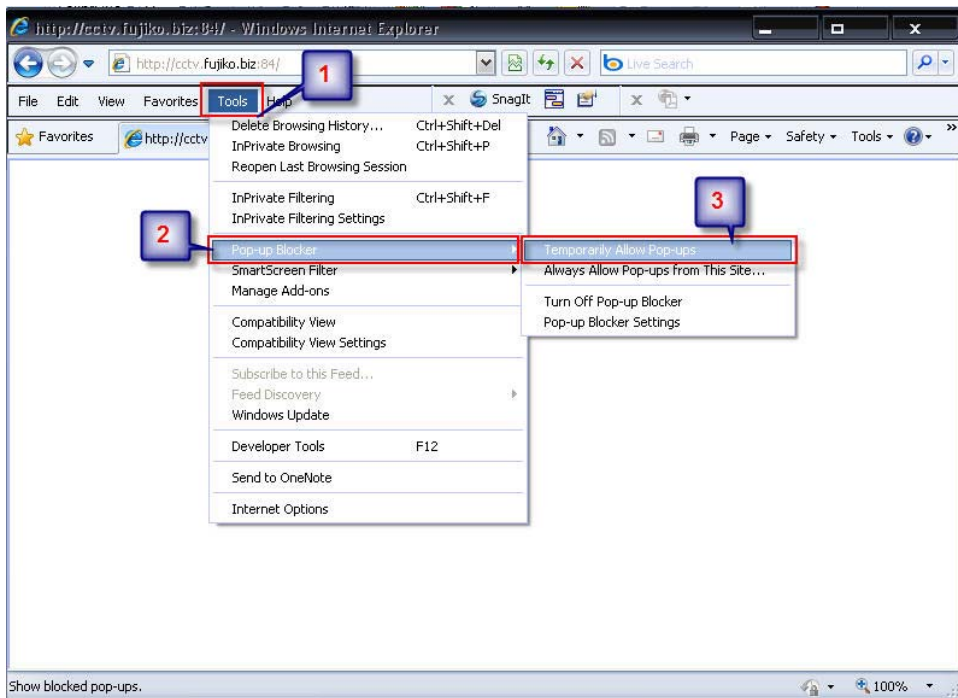 http://cctv.fujiko.biz:84/ - Windows Internet Explorer
http://cctv.fujiko.biz:84/
Live Search
1
File Edit View Favorites Tools Help
x SnagIt
x
Favorites
http://cctv
Page Safety Tools
Delete Browsing History... Ctrl+Shift+Del
InPrivate Browsing Ctrl+Shift+P
Reopen Last Browsing Session
InPrivate Filtering Ctrl+Shift+F
InPrivate Filtering Settings
2
3
Pop-up Blocker
Temporarily Allow Pop-ups
SmartScreen Filter
Always Allow Pop-ups from This Site...
Manage Add-ons
Turn Off Pop-up Blocker
Compatibility View
Pop-up Blocker Settings
Compatibility View Settings
Subscribe to this Feed...
Feed Discovery
Windows Update
Developer Tools F12
Send to OneNote
Internet Options
Show blocked pop-ups.
100%